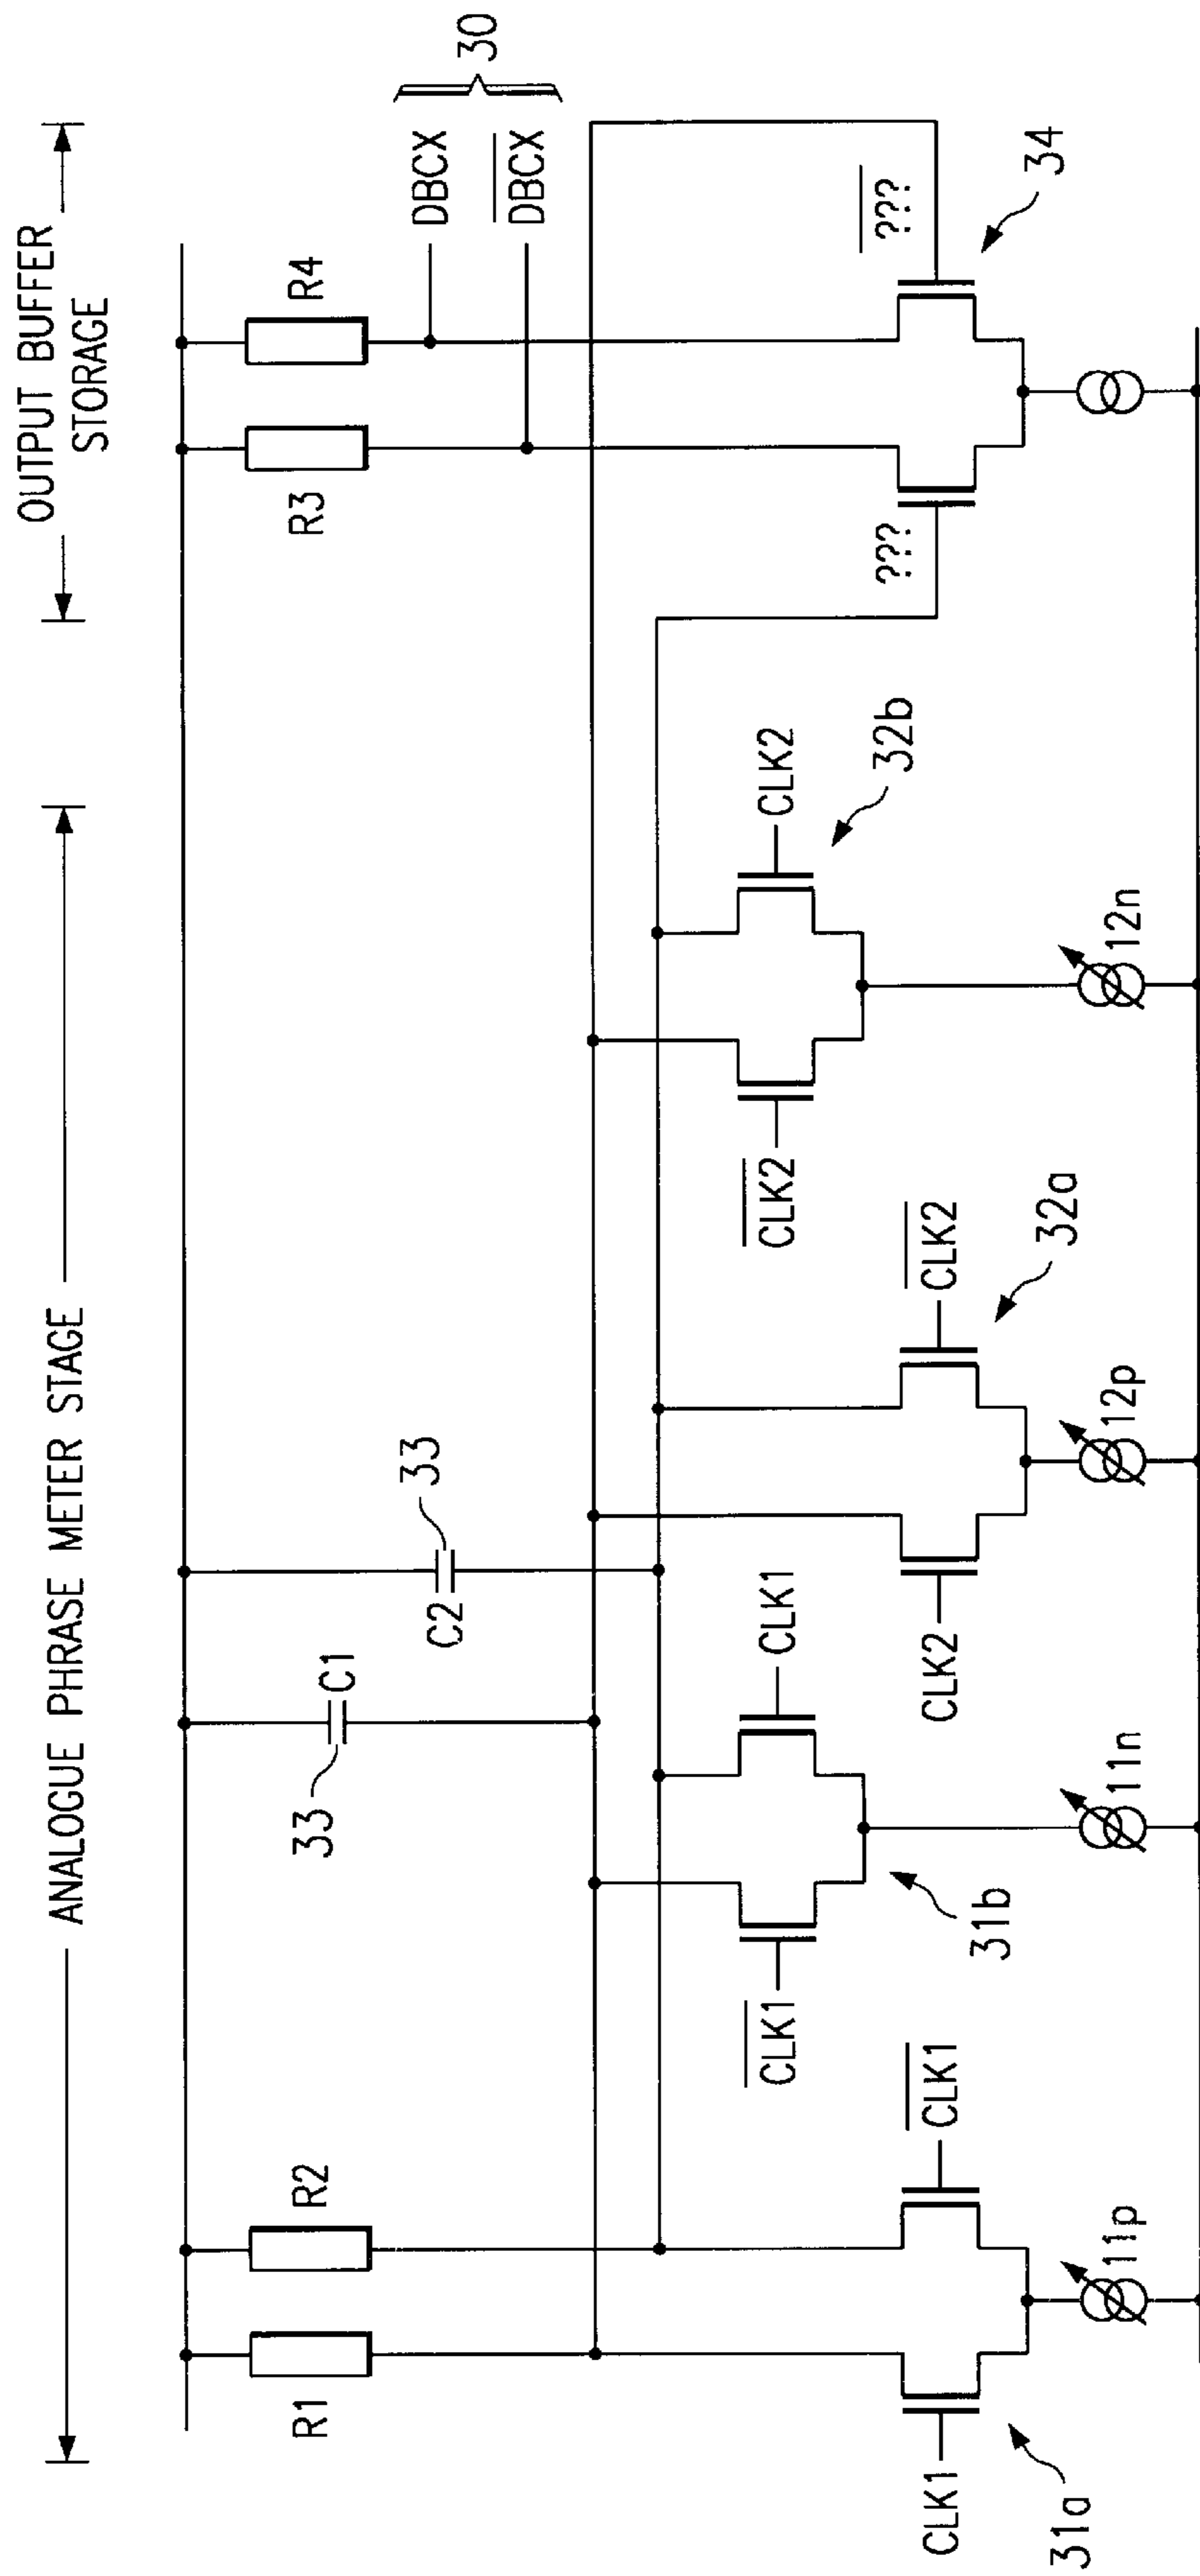 ANALOGUE PHRASE METER STAGE
OUTPUT BUFFER
STORAGE
R1
R2
33
C1
C2
33
R3
R4
DBCX
DBCX
30
CLK1
CLK1
31a
11p
CLK1
CLK1
31b
11n
CLK2
CLK2
32a
12p
CLK2
CLK2
32b
12n
???
???
34